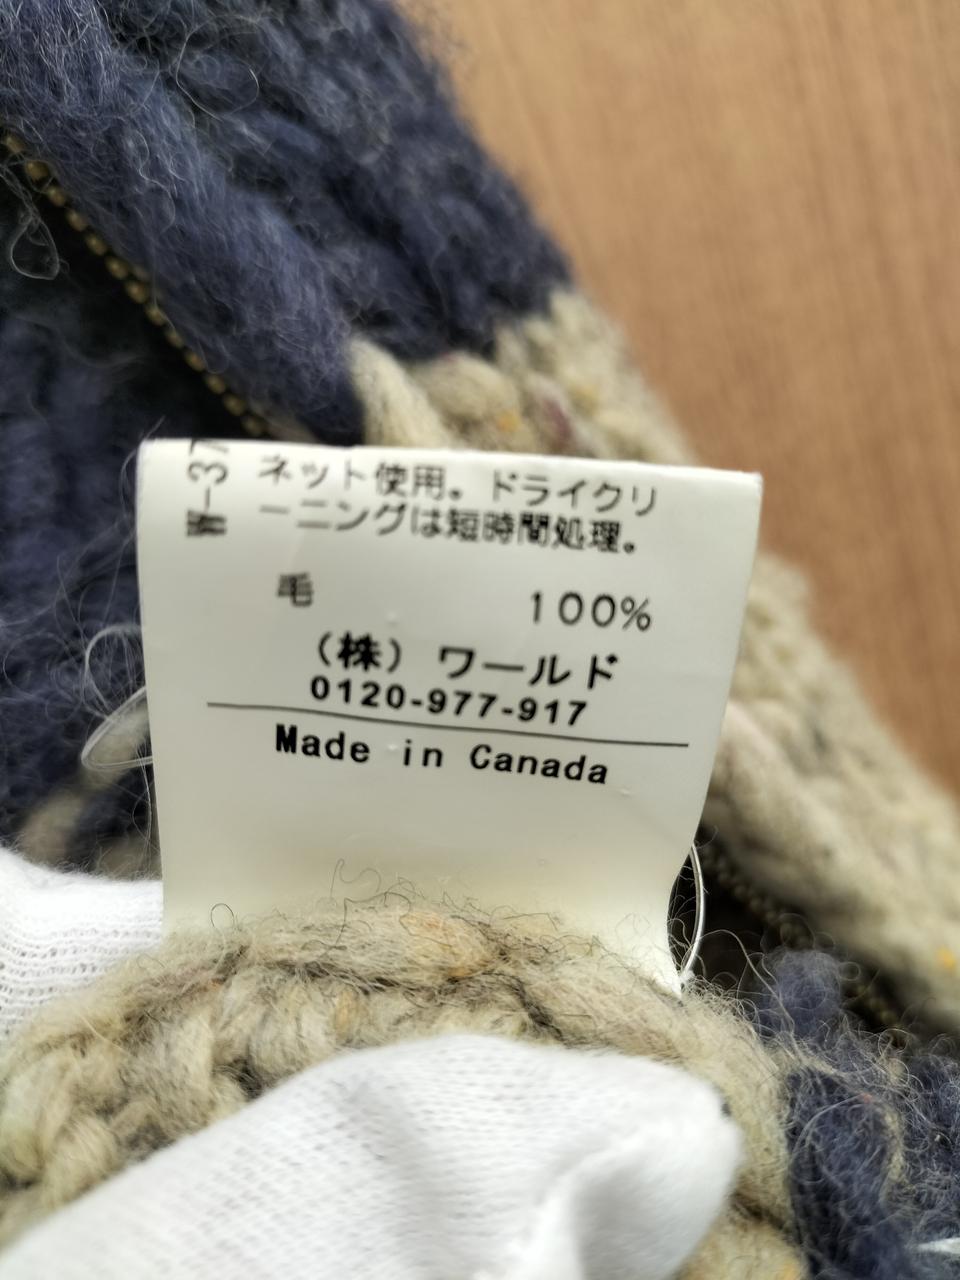 W-37
ネット使用。ドライクリ
ーニングは短時間処理。
毛 100%
(株) ワールド
0120-977-917
Made in Canada